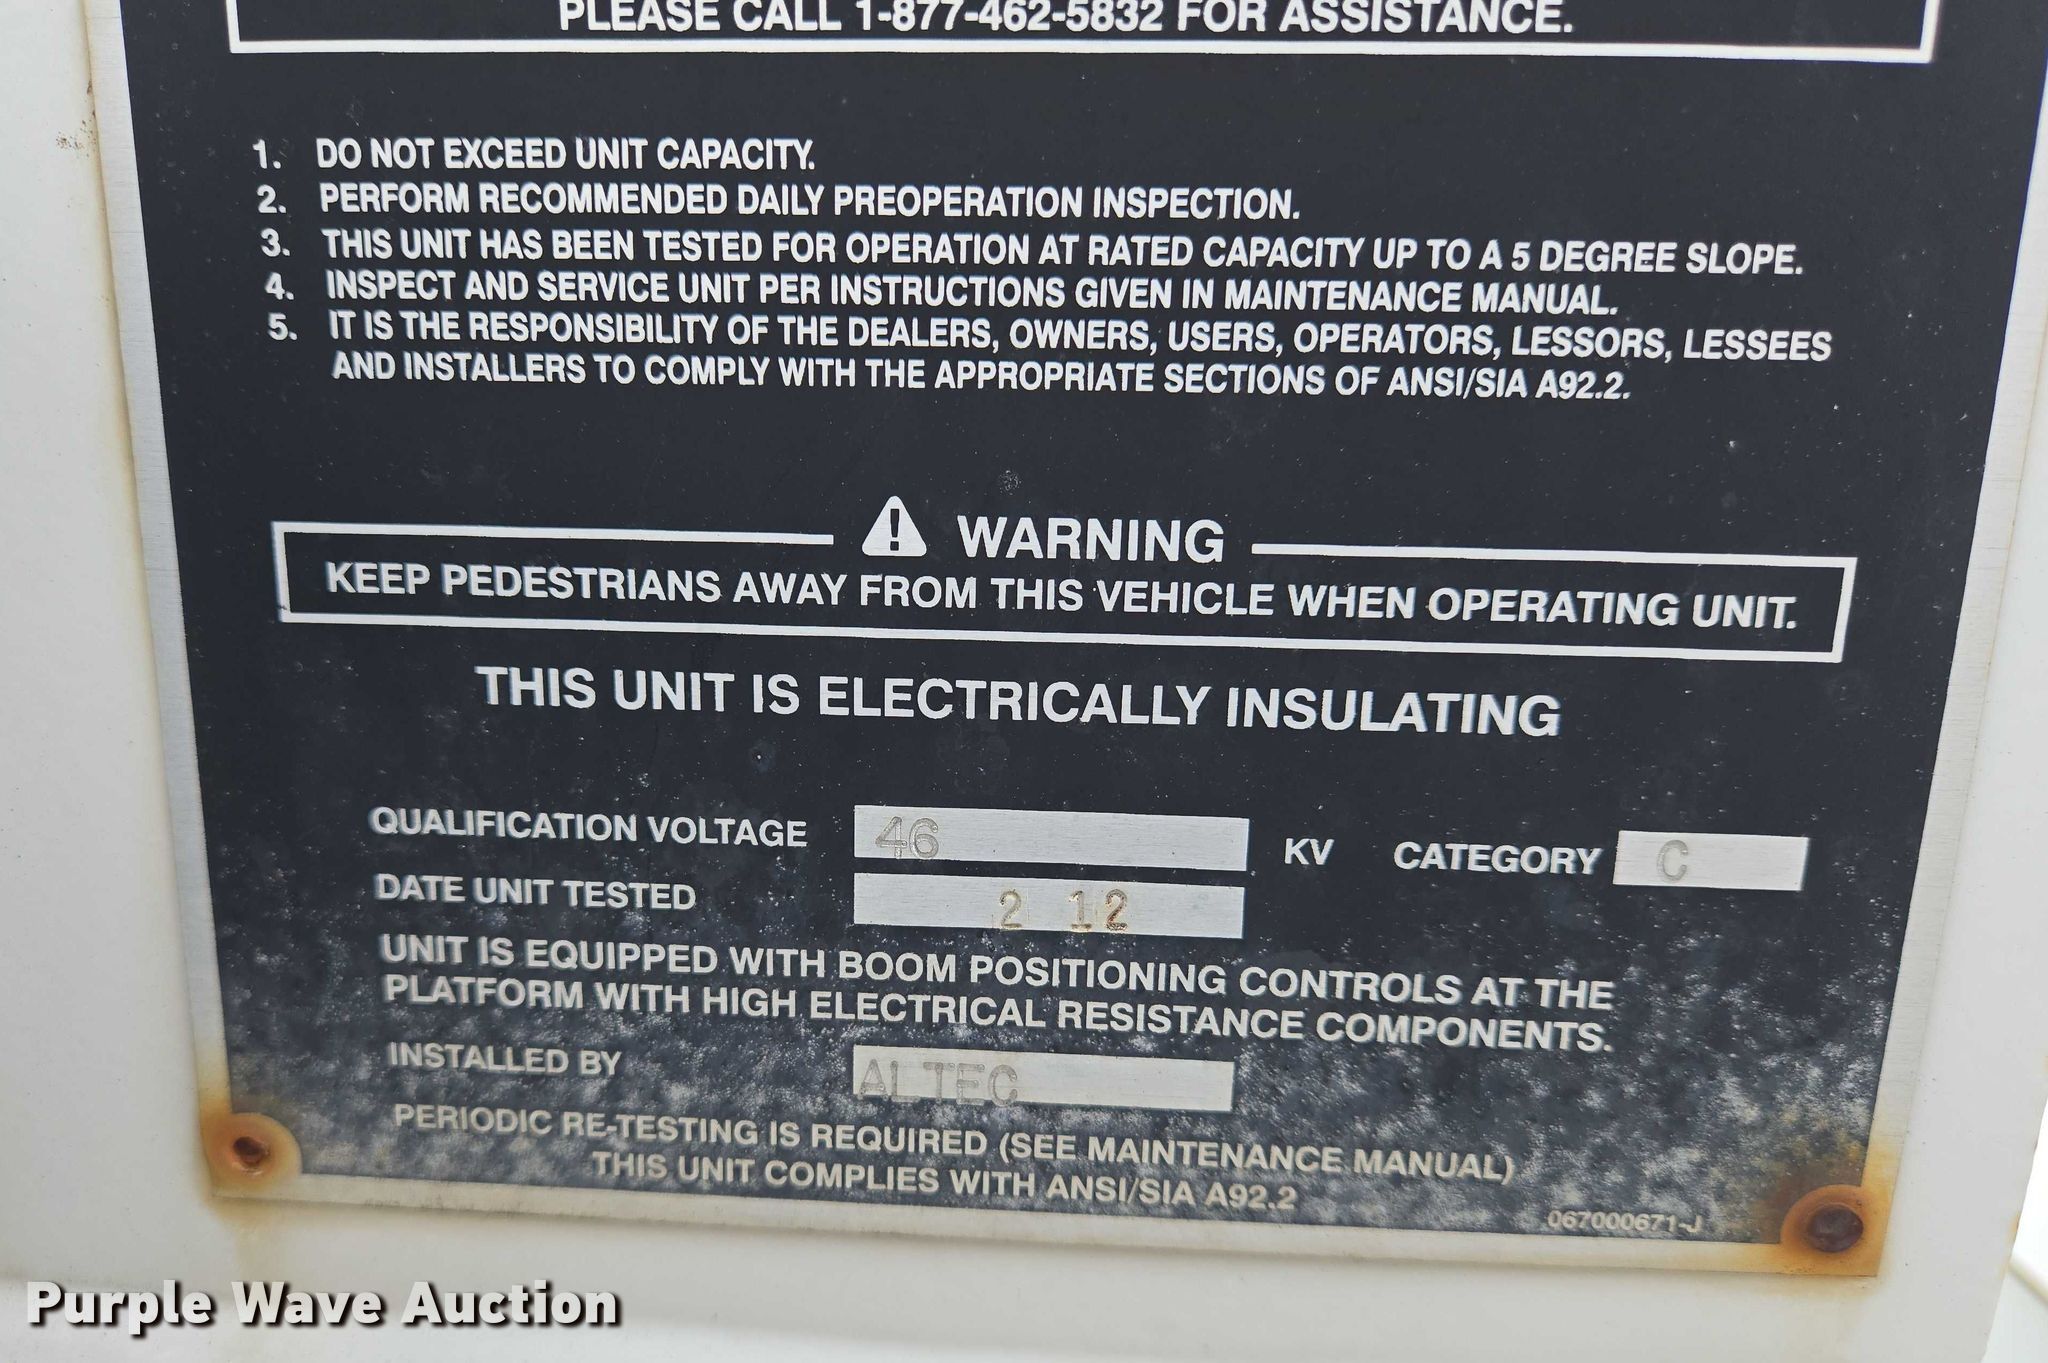 PLEASE CALL 1-877-462-5832 FOR ASSISTANCE.
1. DO NOT EXCEED UNIT CAPACITY.
2. PERFORM RECOMMENDED DAILY PREOPERATION INSPECTION.
3. THIS UNIT HAS BEEN TESTED FOR OPERATION AT RATED CAPACITY UP TO A 5 DEGREE SLOPE.
4. INSPECT AND SERVICE UNIT PER INSTRUCTIONS GIVEN IN MAINTENANCE MANUAL.
5. IT IS THE RESPONSIBILITY OF THE DEALERS, OWNERS, USERS, OPERATORS, LESSORS, LESSEES
AND INSTALLERS TO COMPLY WITH THE APPROPRIATE SECTIONS OF ANSI/SIA A92.2.
WARNING
KEEP PEDESTRIANS AWAY FROM THIS VEHICLE WHEN OPERATING UNIT.
THIS UNIT IS ELECTRICALLY INSULATING
QUALIFICATION VOLTAGE 46 KV CATEGORY C
DATE UNIT TESTED 2 12
UNIT IS EQUIPPED WITH BOOM POSITIONING CONTROLS AT THE
PLATFORM WITH HIGH ELECTRICAL RESISTANCE COMPONENTS.
INSTALLED BY ALTEC
PERIODIC RE-TESTING IS REQUIRED (SEE MAINTENANCE MANUAL)
THIS UNIT COMPLIES WITH ANSI/SIA A92.2
067000671-J
Purple Wave Auction